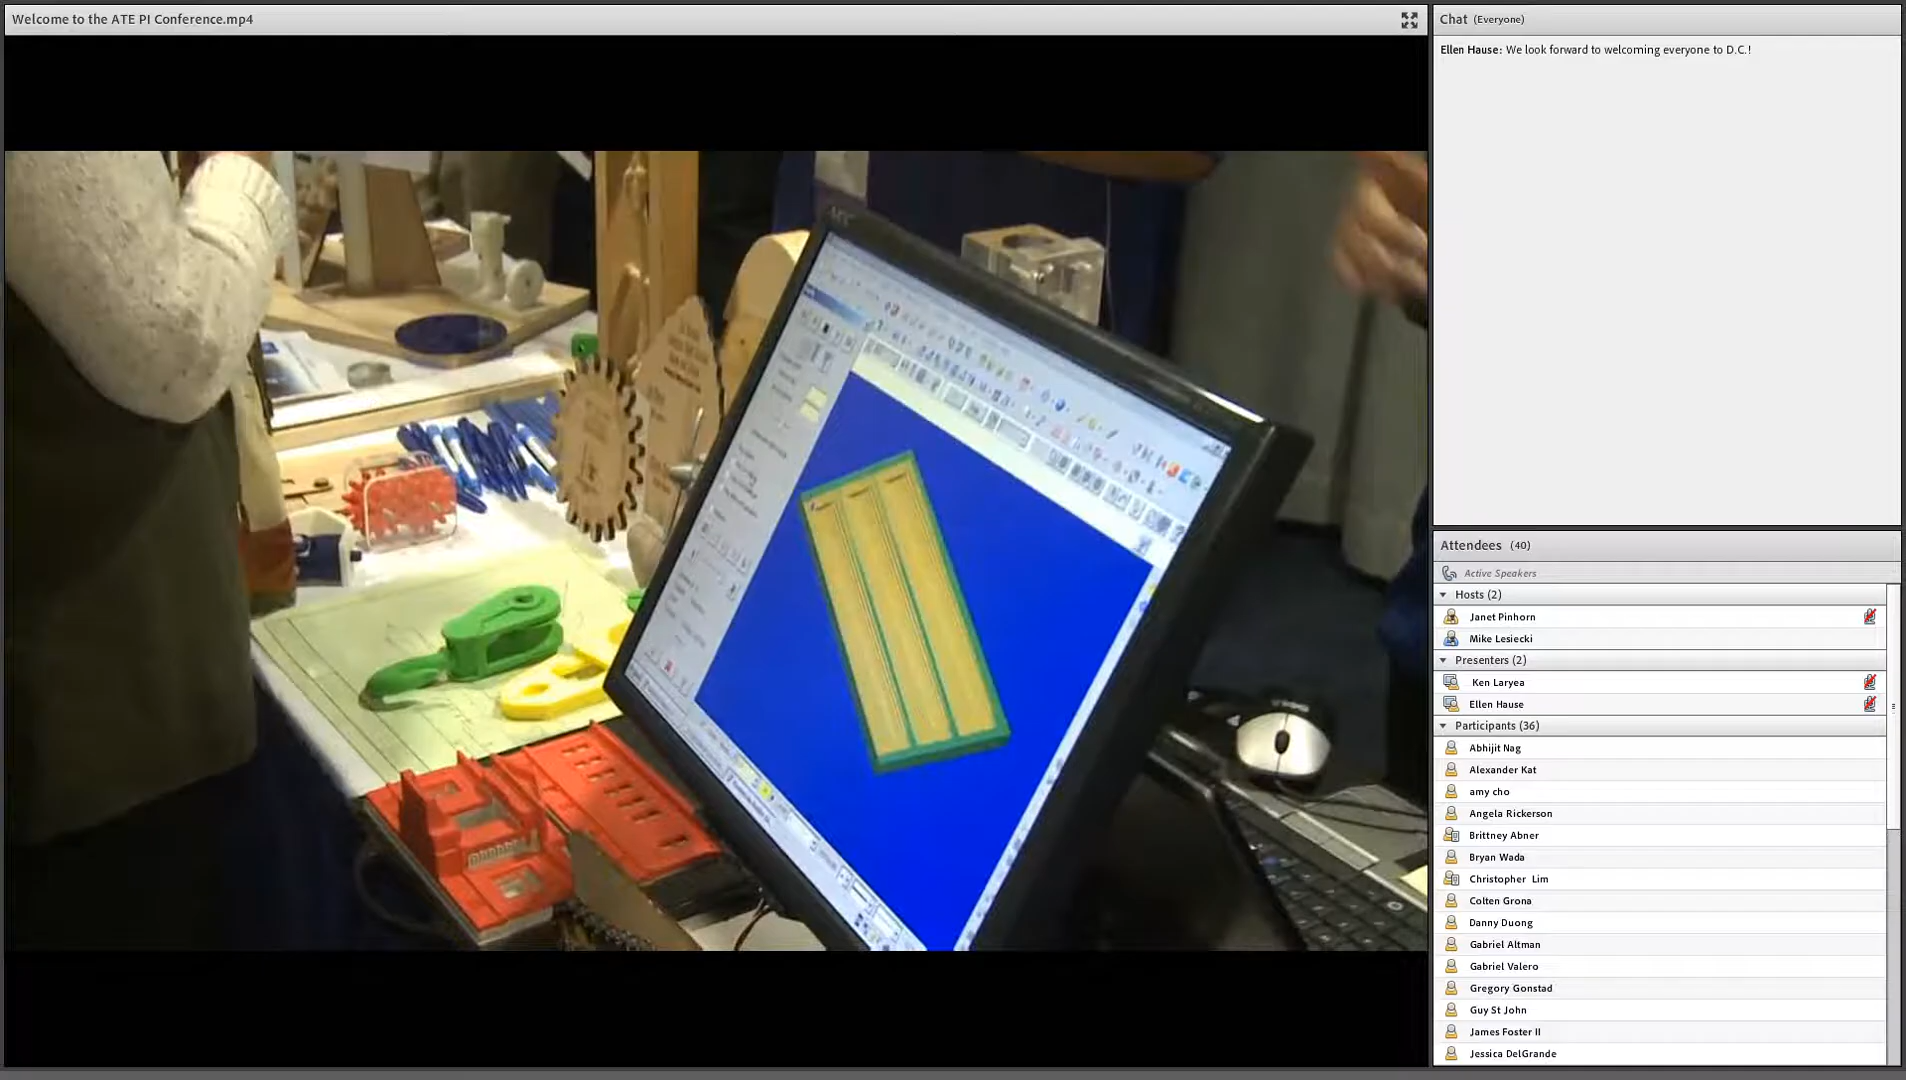 Welcome to the ATE PI Conference.mp4
Chat (Everyone)
Ellen Hause: We look forward to welcoming everyone to D.C.!
Attendees (40)
Active Speakers
Hosts (2)
Janet Pinhorn
Mike Lesiecki
Presenters (2)
Ken Laryea
Ellen Hause
Participants (36)
Abhijit Nag
Alexander Kat
amy cho
Angela Rickerson
Brittney Abner
Bryan Wada
Christopher Lim
Colten Grona
Danny Duong
Gabriel Altman
Gabriel Valero
Gregory Gonstad
Guy St John
James Foster II
Jessica DelGrande